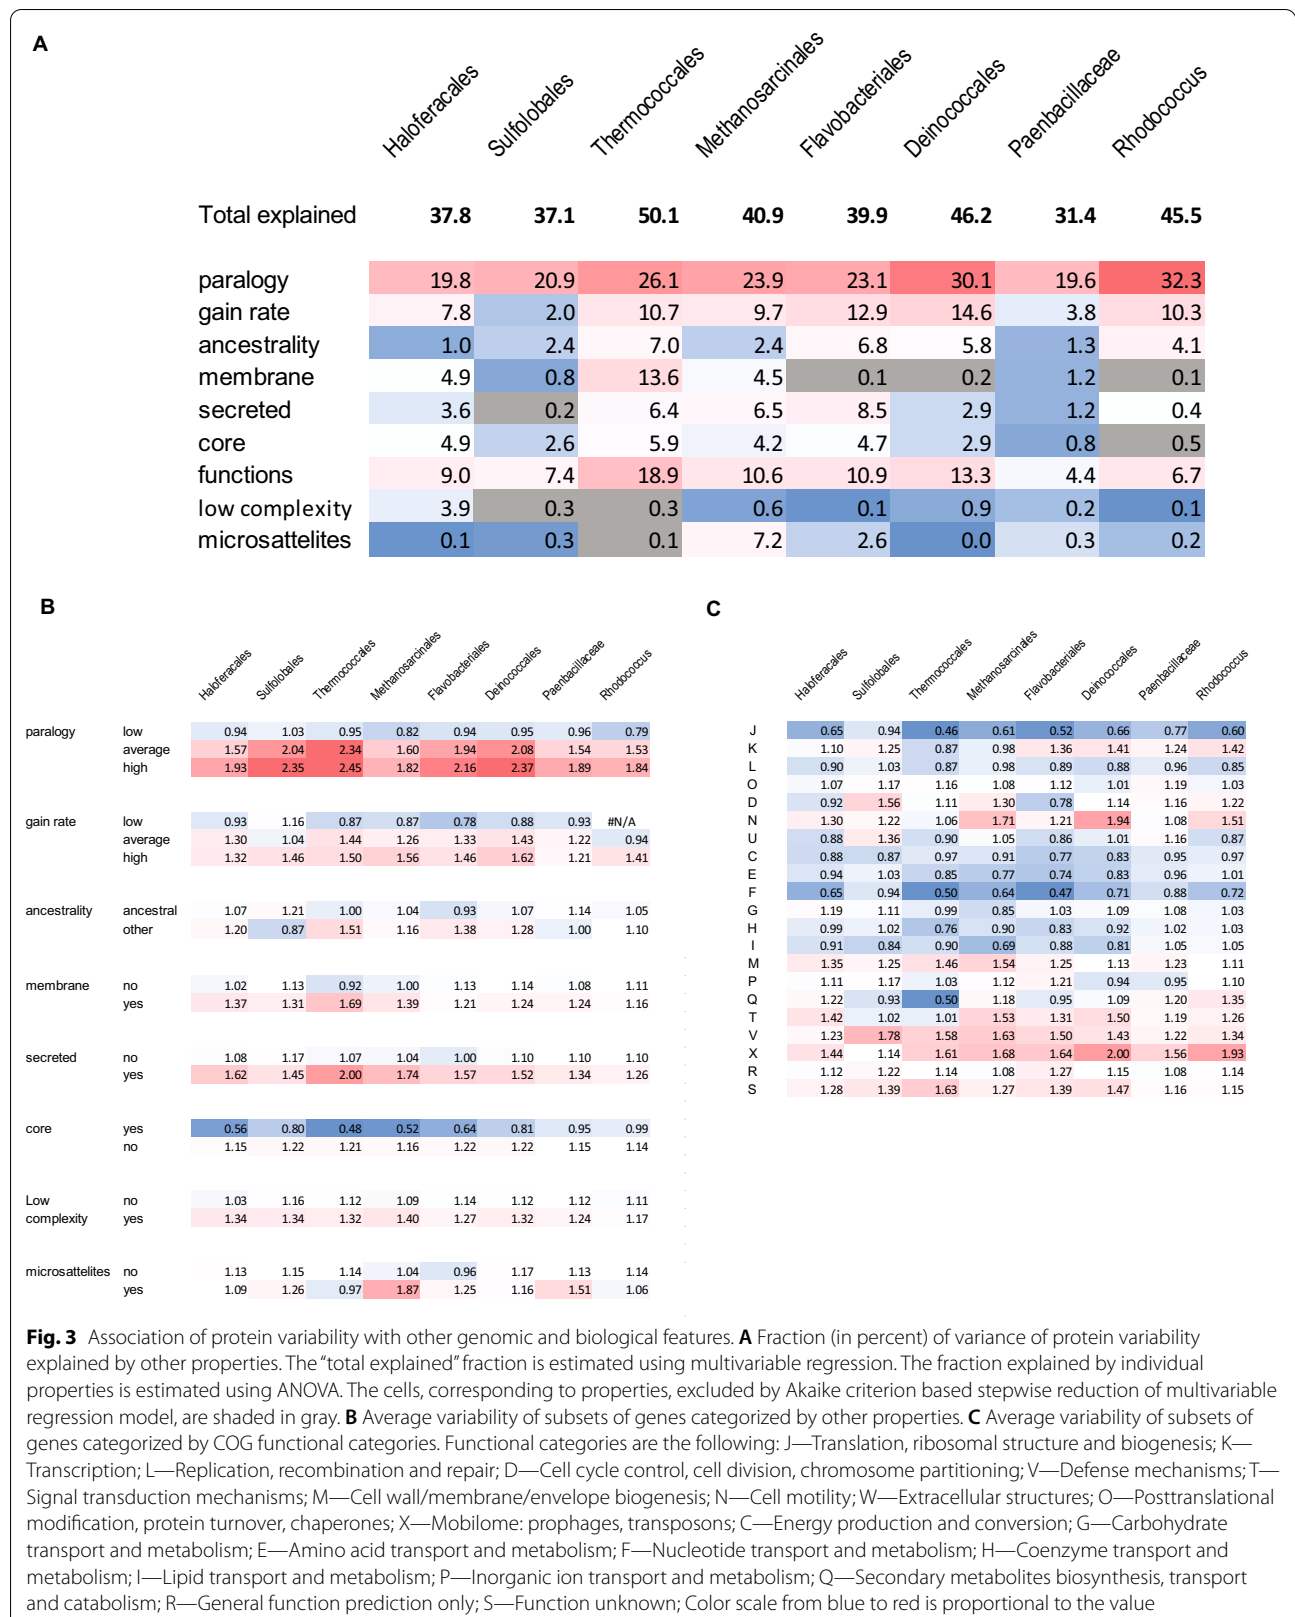 A
Haloferacales Sulfolobales Thermococcales Methanosarcinales Flavobacteriales Deinococcales Paenbacillaceae Rhodococcus
Total explained 37.8 37.1 50.1 40.9 39.9 46.2 31.4 45.5
paralogy 19.8 20.9 26.1 23.9 23.1 30.1 19.6 32.3
gain rate 7.8 2.0 10.7 9.7 12.9 14.6 3.8 10.3
ancestrality 1.0 2.4 7.0 2.4 6.8 5.8 1.3 4.1
membrane 4.9 0.8 13.6 4.5 0.1 0.2 1.2 0.1
secreted 3.6 0.2 6.4 6.5 8.5 2.9 1.2 0.4
core 4.9 2.6 5.9 4.2 4.7 2.9 0.8 0.5
functions 9.0 7.4 18.9 10.6 10.9 13.3 4.4 6.7
low complexity 3.9 0.3 0.3 0.6 0.1 0.9 0.2 0.1
microsattelites 0.1 0.3 0.1 7.2 2.6 0.0 0.3 0.2
B
Haloferacales Sulfolobales Thermococcales Methanosarcinales Flavobacteriales Deinococcales Paenbacillaceae Rhodococcus
paralogy low 0.94 1.03 0.95 0.82 0.94 0.95 0.96 0.79
average 1.57 2.04 2.34 1.60 1.94 2.08 1.54 1.53
high 1.93 2.35 2.45 1.82 2.16 2.37 1.89 1.84
gain rate low 0.93 1.16 0.87 0.87 0.78 0.88 0.93 #N/A
average 1.30 1.04 1.44 1.26 1.33 1.43 1.22 0.94
high 1.32 1.46 1.50 1.56 1.46 1.62 1.21 1.41
ancestrality ancestral 1.07 1.21 1.00 1.04 0.93 1.07 1.14 1.05
other 1.20 0.87 1.51 1.16 1.38 1.28 1.00 1.10
membrane no 1.02 1.13 0.92 1.00 1.13 1.14 1.08 1.11
yes 1.37 1.31 1.69 1.39 1.21 1.24 1.24 1.16
secreted no 1.08 1.17 1.07 1.04 1.00 1.10 1.10 1.10
yes 1.62 1.45 2.00 1.74 1.57 1.52 1.34 1.26
core yes 0.56 0.80 0.48 0.52 0.64 0.81 0.95 0.99
no 1.15 1.22 1.21 1.16 1.22 1.22 1.15 1.14
Low no 1.03 1.16 1.12 1.09 1.14 1.12 1.12 1.11
complexity yes 1.34 1.34 1.32 1.40 1.27 1.32 1.24 1.17
microsattelites no 1.13 1.15 1.14 1.04 0.96 1.17 1.13 1.14
yes 1.09 1.26 0.97 1.87 1.25 1.16 1.51 1.06
C
Haloferacales Sulfolobales Thermococcales Methanosarcinales Flavobacteriales Deinococcales Paenbacillaceae Rhodococcus
J 0.65 0.94 0.46 0.61 0.52 0.66 0.77 0.60
K 1.10 1.25 0.87 0.98 1.36 1.41 1.24 1.42
L 0.90 1.03 0.87 0.98 0.89 0.88 0.96 0.85
O 1.07 1.17 1.16 1.08 1.12 1.01 1.19 1.03
D 0.92 1.56 1.11 1.30 0.78 1.14 1.16 1.22
N 1.30 1.22 1.06 1.71 1.21 1.94 1.08 1.51
U 0.88 1.36 0.90 1.05 0.86 1.01 1.16 0.87
C 0.88 0.87 0.97 0.91 0.77 0.83 0.95 0.97
E 0.94 1.03 0.85 0.77 0.74 0.83 0.96 1.01
F 0.65 0.94 0.50 0.64 0.47 0.71 0.88 0.72
G 1.19 1.11 0.99 0.85 1.03 1.09 1.08 1.03
H 0.99 1.02 0.76 0.90 0.83 0.92 1.02 1.03
I 0.91 0.84 0.90 0.69 0.88 0.81 1.05 1.05
M 1.35 1.25 1.46 1.54 1.25 1.13 1.23 1.11
P 1.11 1.17 1.03 1.12 1.21 0.94 0.95 1.10
Q 1.22 0.93 0.50 1.18 0.95 1.09 1.20 1.35
T 1.42 1.02 1.01 1.53 1.31 1.50 1.19 1.26
V 1.23 1.78 1.58 1.63 1.50 1.43 1.22 1.34
X 1.44 1.14 1.61 1.68 1.64 2.00 1.56 1.93
R 1.12 1.22 1.14 1.08 1.27 1.15 1.08 1.14
S 1.28 1.39 1.63 1.27 1.39 1.47 1.16 1.15
Fig. 3 Association of protein variability with other genomic and biological features. A Fraction (in percent) of variance of protein variability
explained by other properties. The “total explained” fraction is estimated using multivariable regression. The fraction explained by individual
properties is estimated using ANOVA. The cells, corresponding to properties, excluded by Akaike criterion based stepwise reduction of multivariable
regression model, are shaded in gray. B Average variability of subsets of genes categorized by other properties. C Average variability of subsets of
genes categorized by COG functional categories. Functional categories are the following: J—Translation, ribosomal structure and biogenesis; K—
Transcription; L—Replication, recombination and repair; D—Cell cycle control, cell division, chromosome partitioning; V—Defense mechanisms; T—
Signal transduction mechanisms; M—Cell wall/membrane/envelope biogenesis; N—Cell motility; W—Extracellular structures; O—Posttranslational
modification, protein turnover, chaperones; X—Mobilome: prophages, transposons; C—Energy production and conversion; G—Carbohydrate
transport and metabolism; E—Amino acid transport and metabolism; F—Nucleotide transport and metabolism; H—Coenzyme transport and
metabolism; I—Lipid transport and metabolism; P—Inorganic ion transport and metabolism; Q—Secondary metabolites biosynthesis, transport
and catabolism; R—General function prediction only; S—Function unknown; Color scale from blue to red is proportional to the value